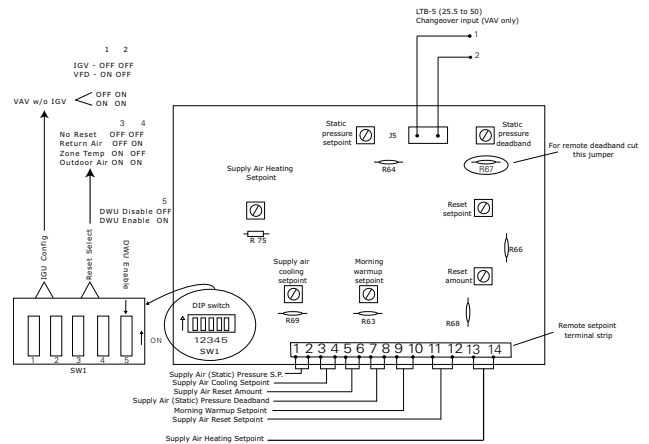 LTB-5 (25.5 to 50)
Changeover input (VAV only)
1
2
1 2
IGV - OFF OFF
VFD - ON OFF
VAV w/o IGV
OFF ON
ON ON
3 4
No Reset OFF OFF
Return Air OFF ON
Zone Temp ON OFF
Outdoor Air ON ON
5
DWU Disable OFF
DWU Enable ON
IGU Config
Reset Select
DWU Enable
1 2 3 4 5
SW1
ON
Static
pressure
setpoint
J5
Static
pressure
deadband
R64
R67
For remote deadband cut
this jumper
Supply Air Heating
Setpoint
R 75
Reset
setpoint
R66
Supply air
cooling
setpoint
R69
Morning
warmup
setpoint
R63
Reset
amount
R68
DIP switch
12345
SW1
Remote setpoint
terminal strip
1 2 3 4 5 6 7 8 9 10 11 12 13 14
Supply Air (Static) Pressure S.P.
Supply Air Cooling Setpoint
Supply Air Reset Amount
Supply Air (Static) Pressure Deadband
Morning Warmup Setpoint
Supply Air Reset Setpoint
Supply Air Heating Setpoint